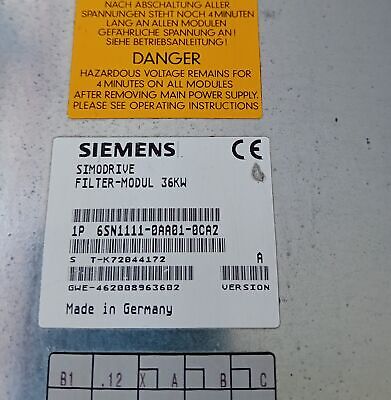 NACH ABSCHALTUNG ALLER
SPANNUNGEN STEHT NOCH 4 MINUTEN
LANG AN ALLEN MODULEN
GEFÄHRLICHE SPANNUNG AN !
SIEHE BETRIEBSANLEITUNG !
DANGER
HAZARDOUS VOLTAGE REMAINS FOR
4 MINUTES ON ALL MODULES
AFTER REMOVING MAIN POWER SUPPLY.
PLEASE SEE OPERATING INSTRUCTIONS
SIEMENS CE
SIMODRIVE
FILTER-MODUL 36KW
1P 6SN1111-0AA01-0CA2
S T-K72044172 A
GWE-462008963602 VERSION
Made in Germany
B1 .12 X A B C